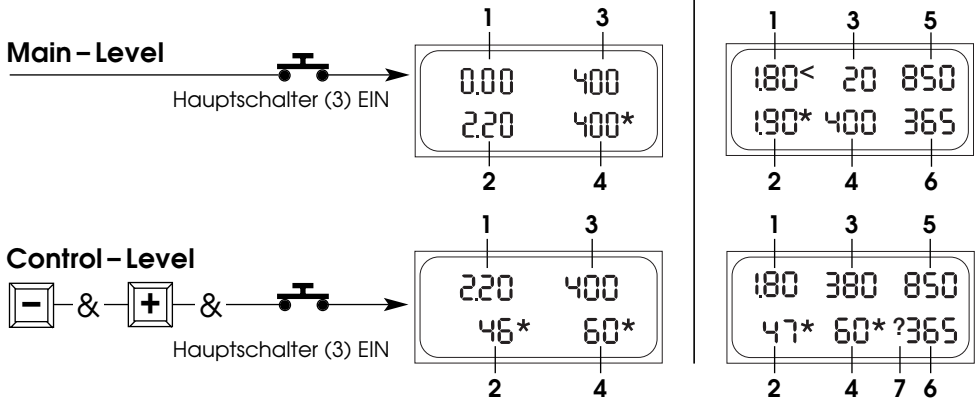 1 3
1 3 5
Main – Level
Hauptschalter (3) EIN
0.00 400
2.20 400*
1.80< 20 850
1.90* 400 365
2 4
2 4 6
1 3
1 3 5
Control – Level
- & + &
Hauptschalter (3) EIN
2.20 400
46* 60*
1.80 380 850
47* 60* ?365
2 4
2 4 7 6